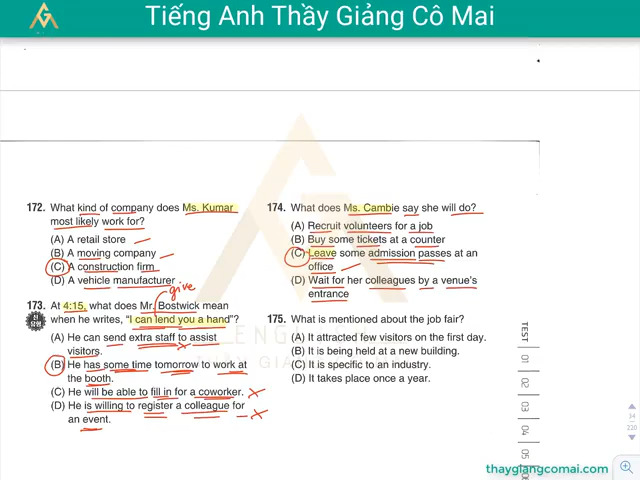 Tiếng Anh Thầy Giảng Cô Mai
172. What kind of company does Ms. Kumar
most likely work for?
(A) A retail store
(B) A moving company
(C) A construction firm
(D) A vehicle manufacturer
give
173. At 4:15, what does Mr. Bostwick mean
when he writes, “I can lend you a hand”?
(A) He can send extra staff to assist
visitors.
(B) He has some time tomorrow to work at
the booth.
(C) He will be able to fill in for a coworker.
(D) He is willing to register a colleague for
an event.
174. What does Ms. Cambie say she will do?
(A) Recruit volunteers for a job
(B) Buy some tickets at a counter
(C) Leave some admission passes at an
office
(D) Wait for her colleagues by a venue’s
entrance
175. What is mentioned about the job fair?
(A) It attracted few visitors on the first day.
(B) It is being held at a new building.
(C) It is specific to an industry.
(D) It takes place once a year.
TEST
01
02
03
04
05
34
220
ENGLISH
thaygiangcomai.com